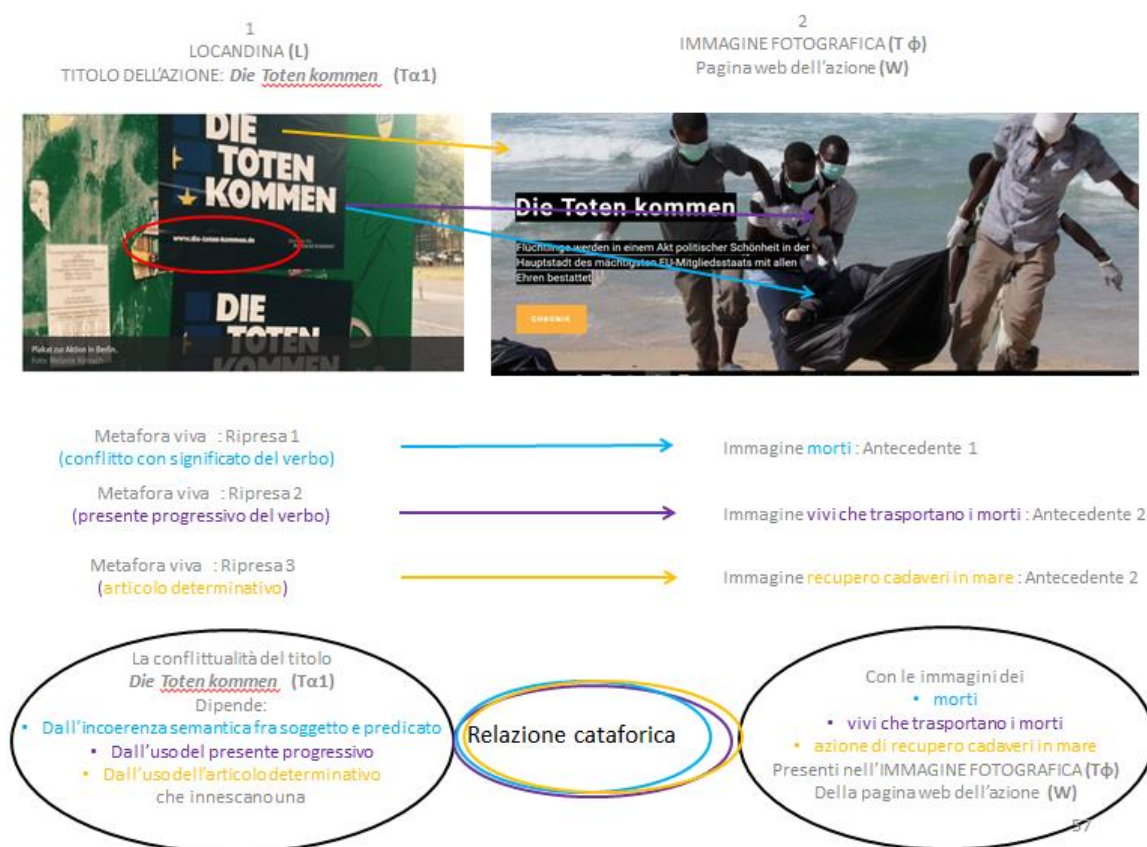 1
LOCANDINA (L)
TITOLO DELL'AZIONE: Die Toten kommen (Tα1)
2
IMMAGINE FOTOGRAFICA (T ϕ)
Pagina web dell'azione (W)
DIE
TOTEN
KOMMEN
www.die-toten-kommen.de
DIE
TOTEN
KOMMEN
Plakat zur Aktion in Berlin.
Die Toten kommen
Flüchtlinge werden in einem Akt politischer Schönheit in der
Hauptstadt des mächtigsten EU-Mitgliedsstaats mit allen
Ehren bestattet
CHRONIK
Metafora viva : Ripresa 1
(conflitto con significato del verbo)
Immagine morti : Antecedente 1
Metafora viva : Ripresa 2
(presente progressivo del verbo)
Immagine vivi che trasportano i morti : Antecedente 2
Metafora viva : Ripresa 3
(articolo determinativo)
Immagine recupero cadaveri in mare : Antecedente 2
La conflittualità del titolo
Die Toten kommen (Tα1)
Dipende:
• Dall'incoerenza semantica fra soggetto e predicato
• Dall'uso del presente progressivo
• Dall'uso dell'articolo determinativo
che innescano una
Relazione cataforica
Con le immagini dei
• morti
• vivi che trasportano i morti
• azione di recupero cadaveri in mare
Presenti nell'IMMAGINE FOTOGRAFICA (Tϕ)
Della pagina web dell'azione (W)
57